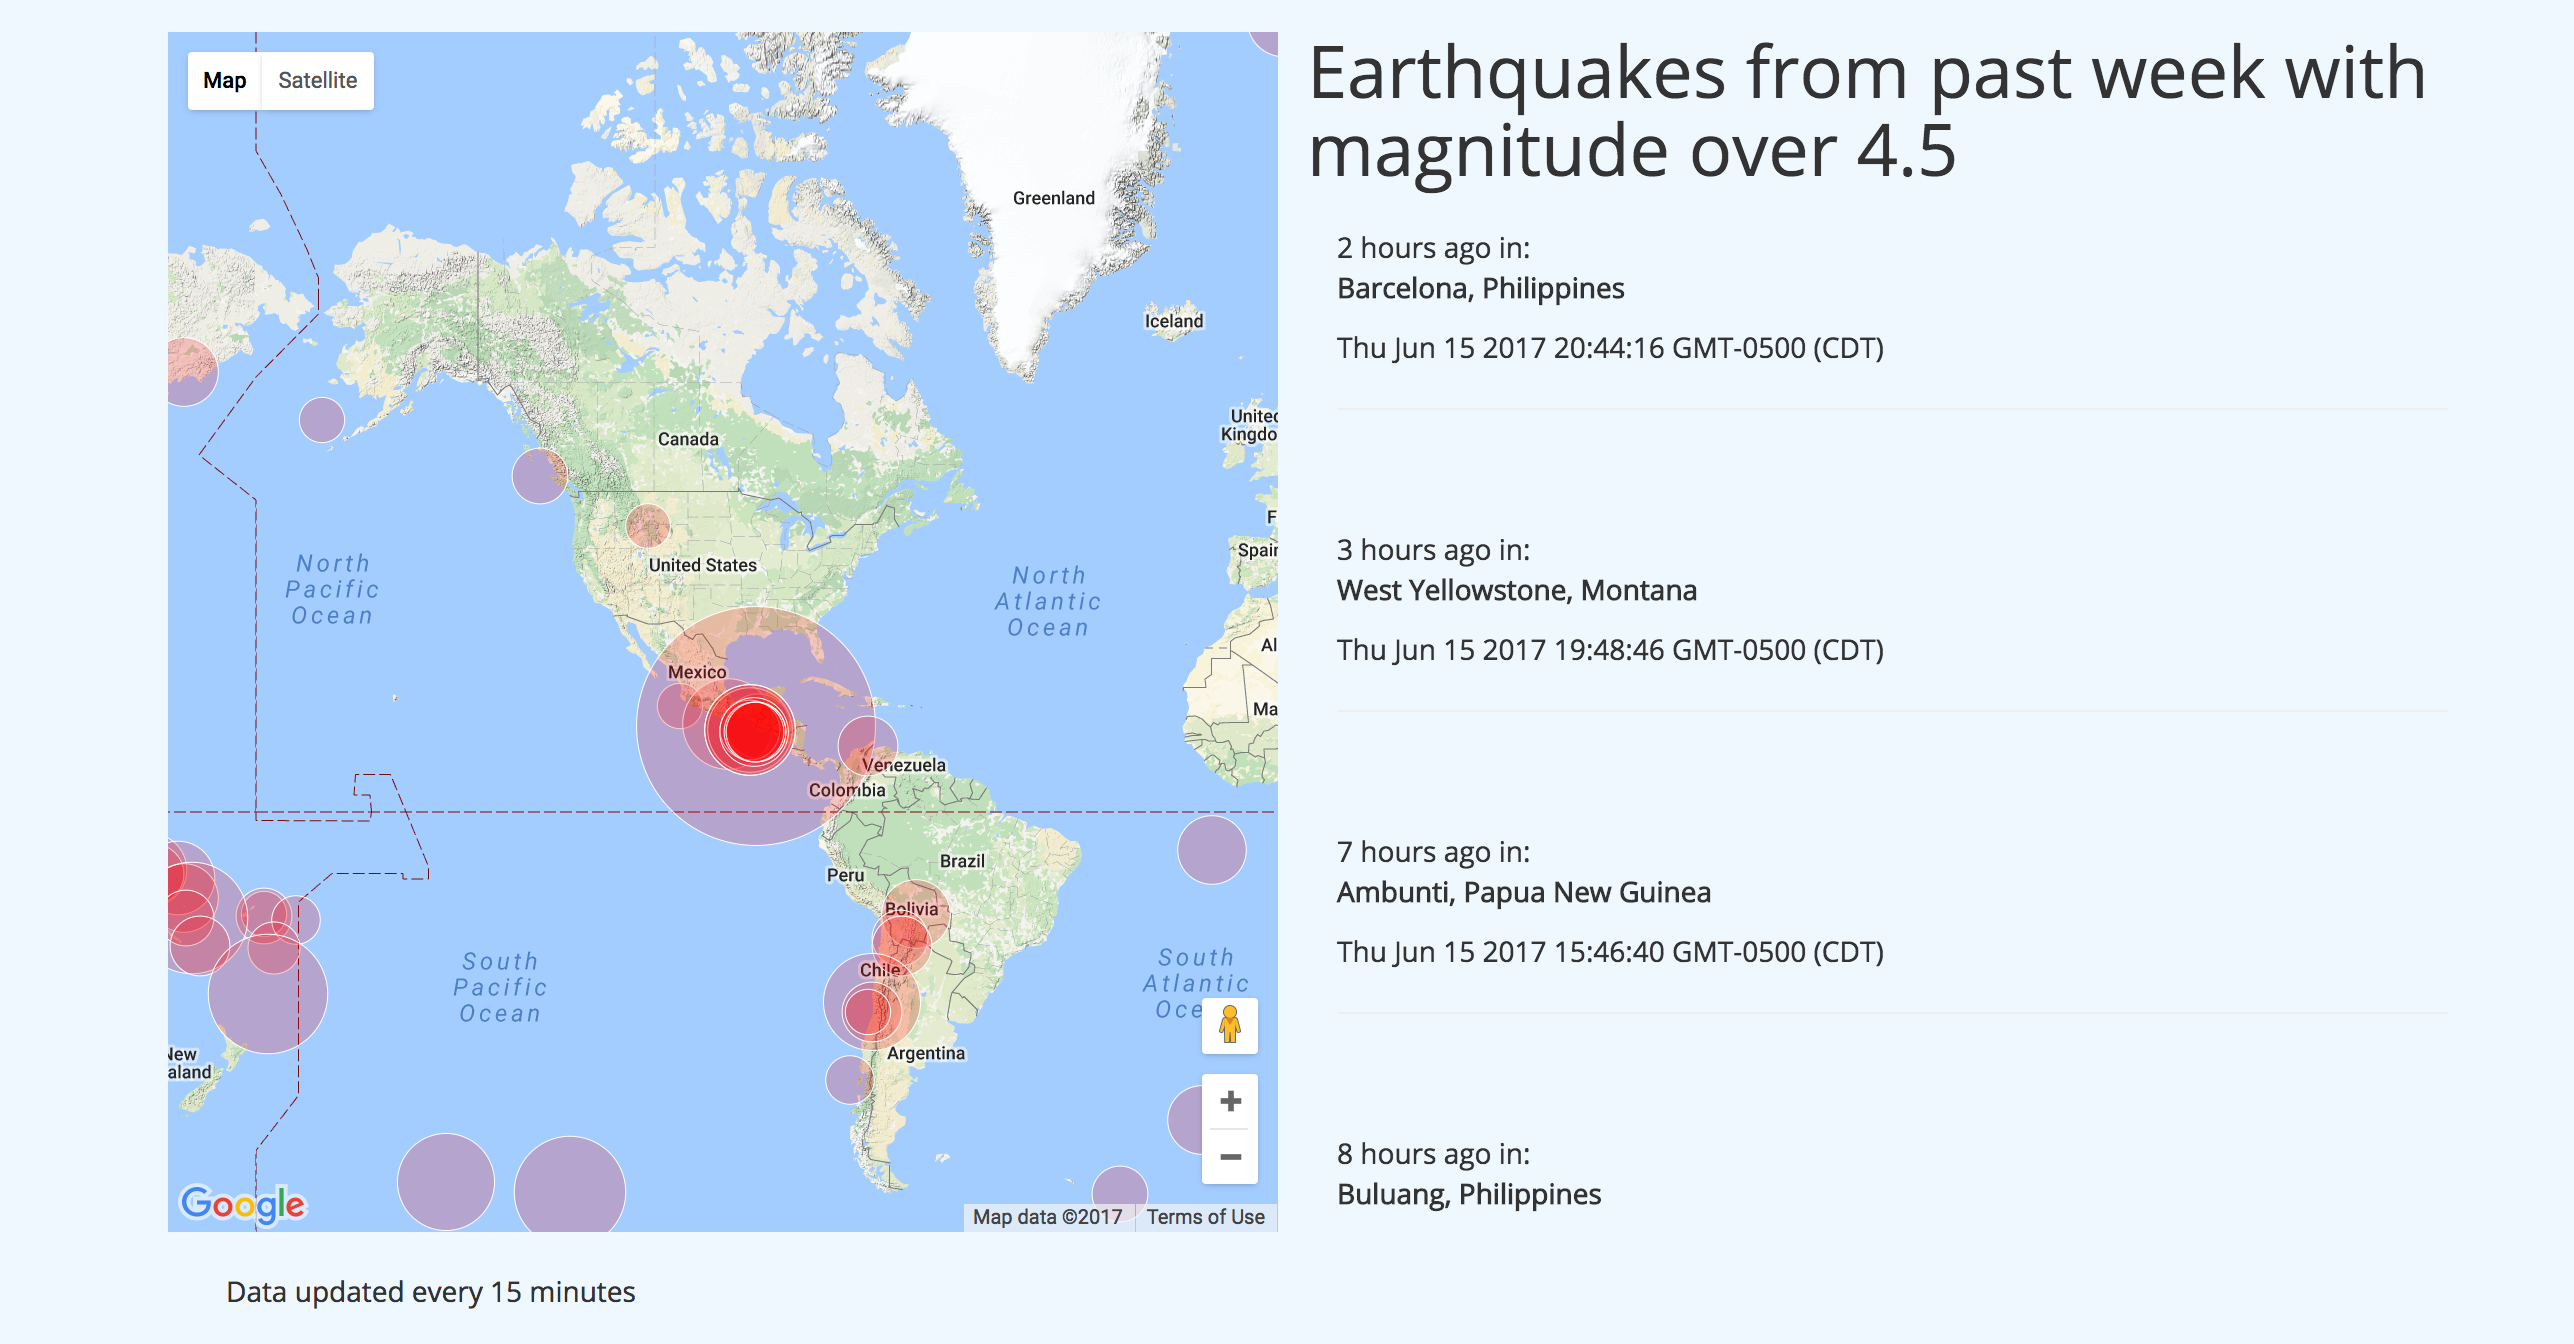 Map
Satellite
Greenland
Iceland
United
Kingdo
Canada
F
Spain
United States
North
Pacific
Ocean
North
Atlantic
Ocean
Al
Mexico
Ma
Venezuela
Colombia
Brazil
Peru
Bolivia
South
Pacific
Ocean
Chile
South
Atlantic
Oce
New
aland
Argentina
Google
Map data ©2017
Terms of Use
Data updated every 15 minutes
Earthquakes from past week with
magnitude over 4.5
2 hours ago in:
Barcelona, Philippines
Thu Jun 15 2017 20:44:16 GMT-0500 (CDT)
3 hours ago in:
West Yellowstone, Montana
Thu Jun 15 2017 19:48:46 GMT-0500 (CDT)
7 hours ago in:
Ambunti, Papua New Guinea
Thu Jun 15 2017 15:46:40 GMT-0500 (CDT)
8 hours ago in:
Buluang, Philippines